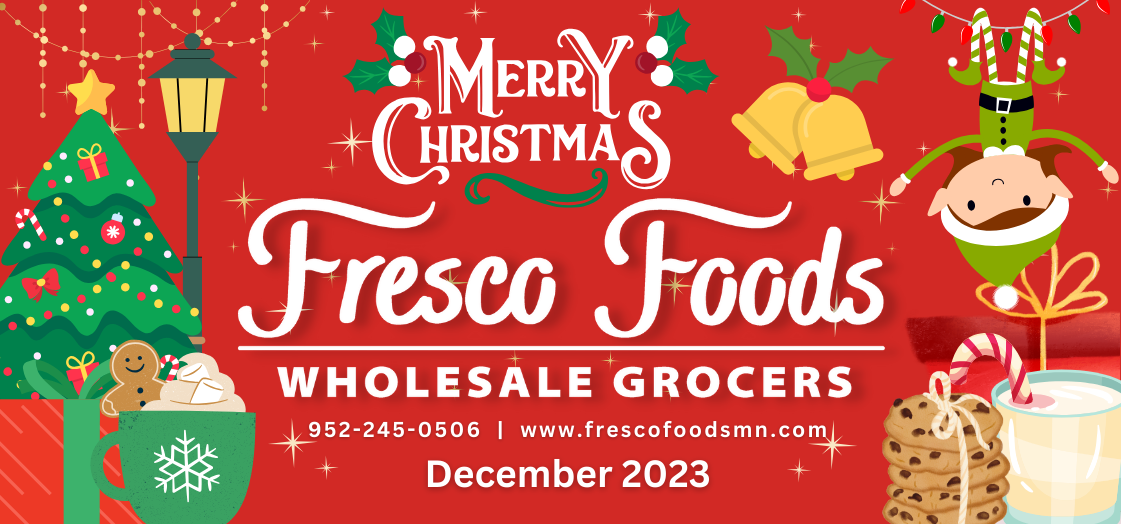 Merry
Christmas
Fresco Foods
WHOLESALE GROCERS
952-245-0506 | www.frescofoodsmn.com
December 2023